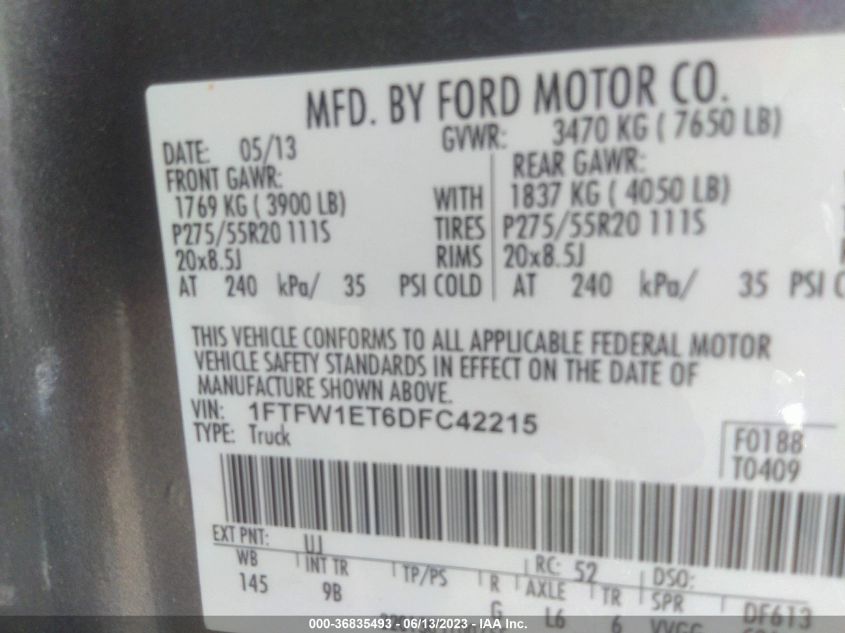 MFD. BY FORD MOTOR CO.
DATE: 05/13 GVWR: 3470 KG ( 7650 LB)
FRONT GAWR: REAR GAWR:
1769 KG ( 3900 LB) WITH 1837 KG ( 4050 LB)
P275/55R20 111S TIRES P275/55R20 111S
20x8.5J RIMS 20x8.5J
AT 240 kPa/ 35 PSI COLD AT 240 kPa/ 35 PSI
THIS VEHICLE CONFORMS TO ALL APPLICABLE FEDERAL MOTOR
VEHICLE SAFETY STANDARDS IN EFFECT ON THE DATE OF
MANUFACTURE SHOWN ABOVE.
VIN: 1FTFW1ET6DFC42215
TYPE: Truck
F0188
T0409
EXT PNT: UJ RC: 52 DSO:
WB INT TR TP/PS R AXLE TR SPR
145 9B G L6 6 DF613
000-36835493 - 06/13/2023 - IAA Inc.